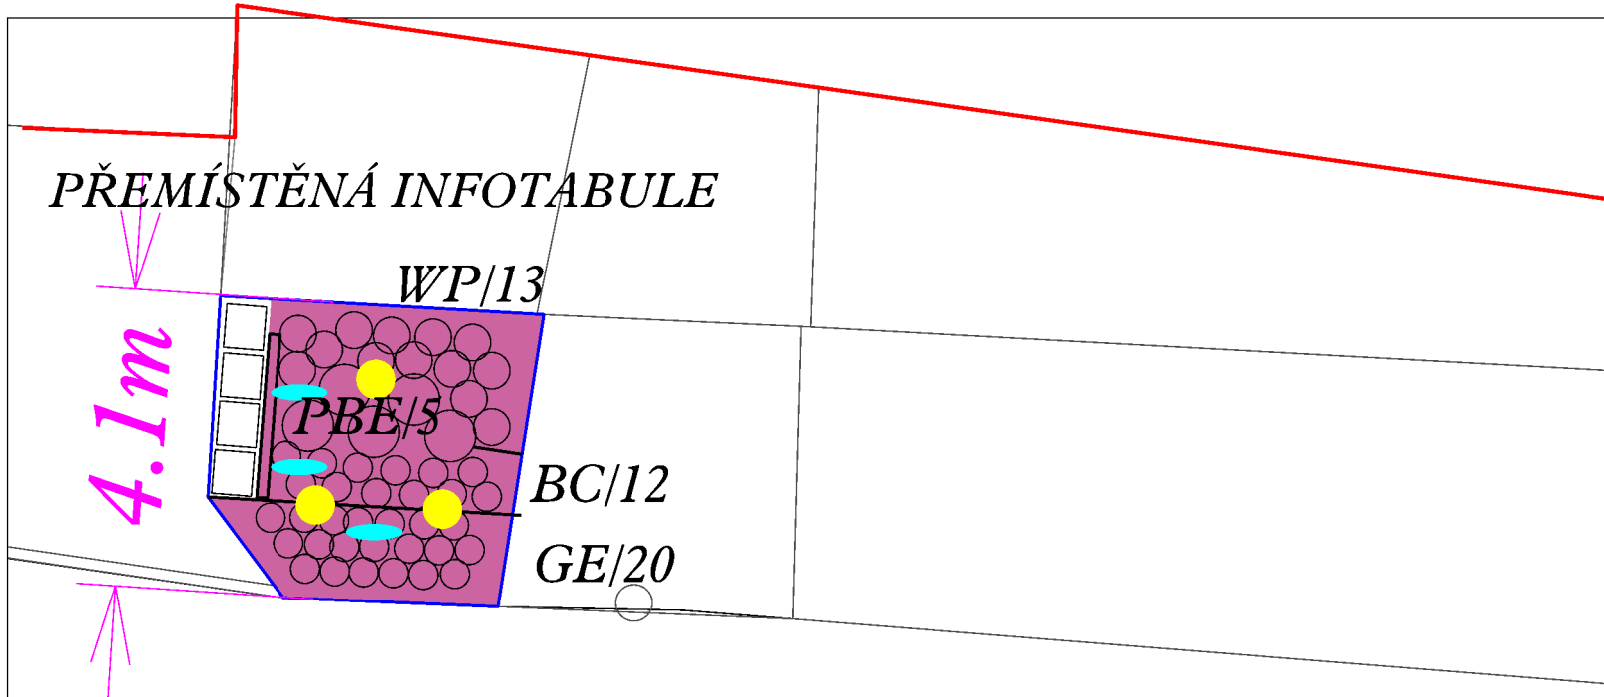 PŘEMÍSTĚNÁ INFOTABULE
WP/13
4.1m
PBE/5
BC/12
GE/20